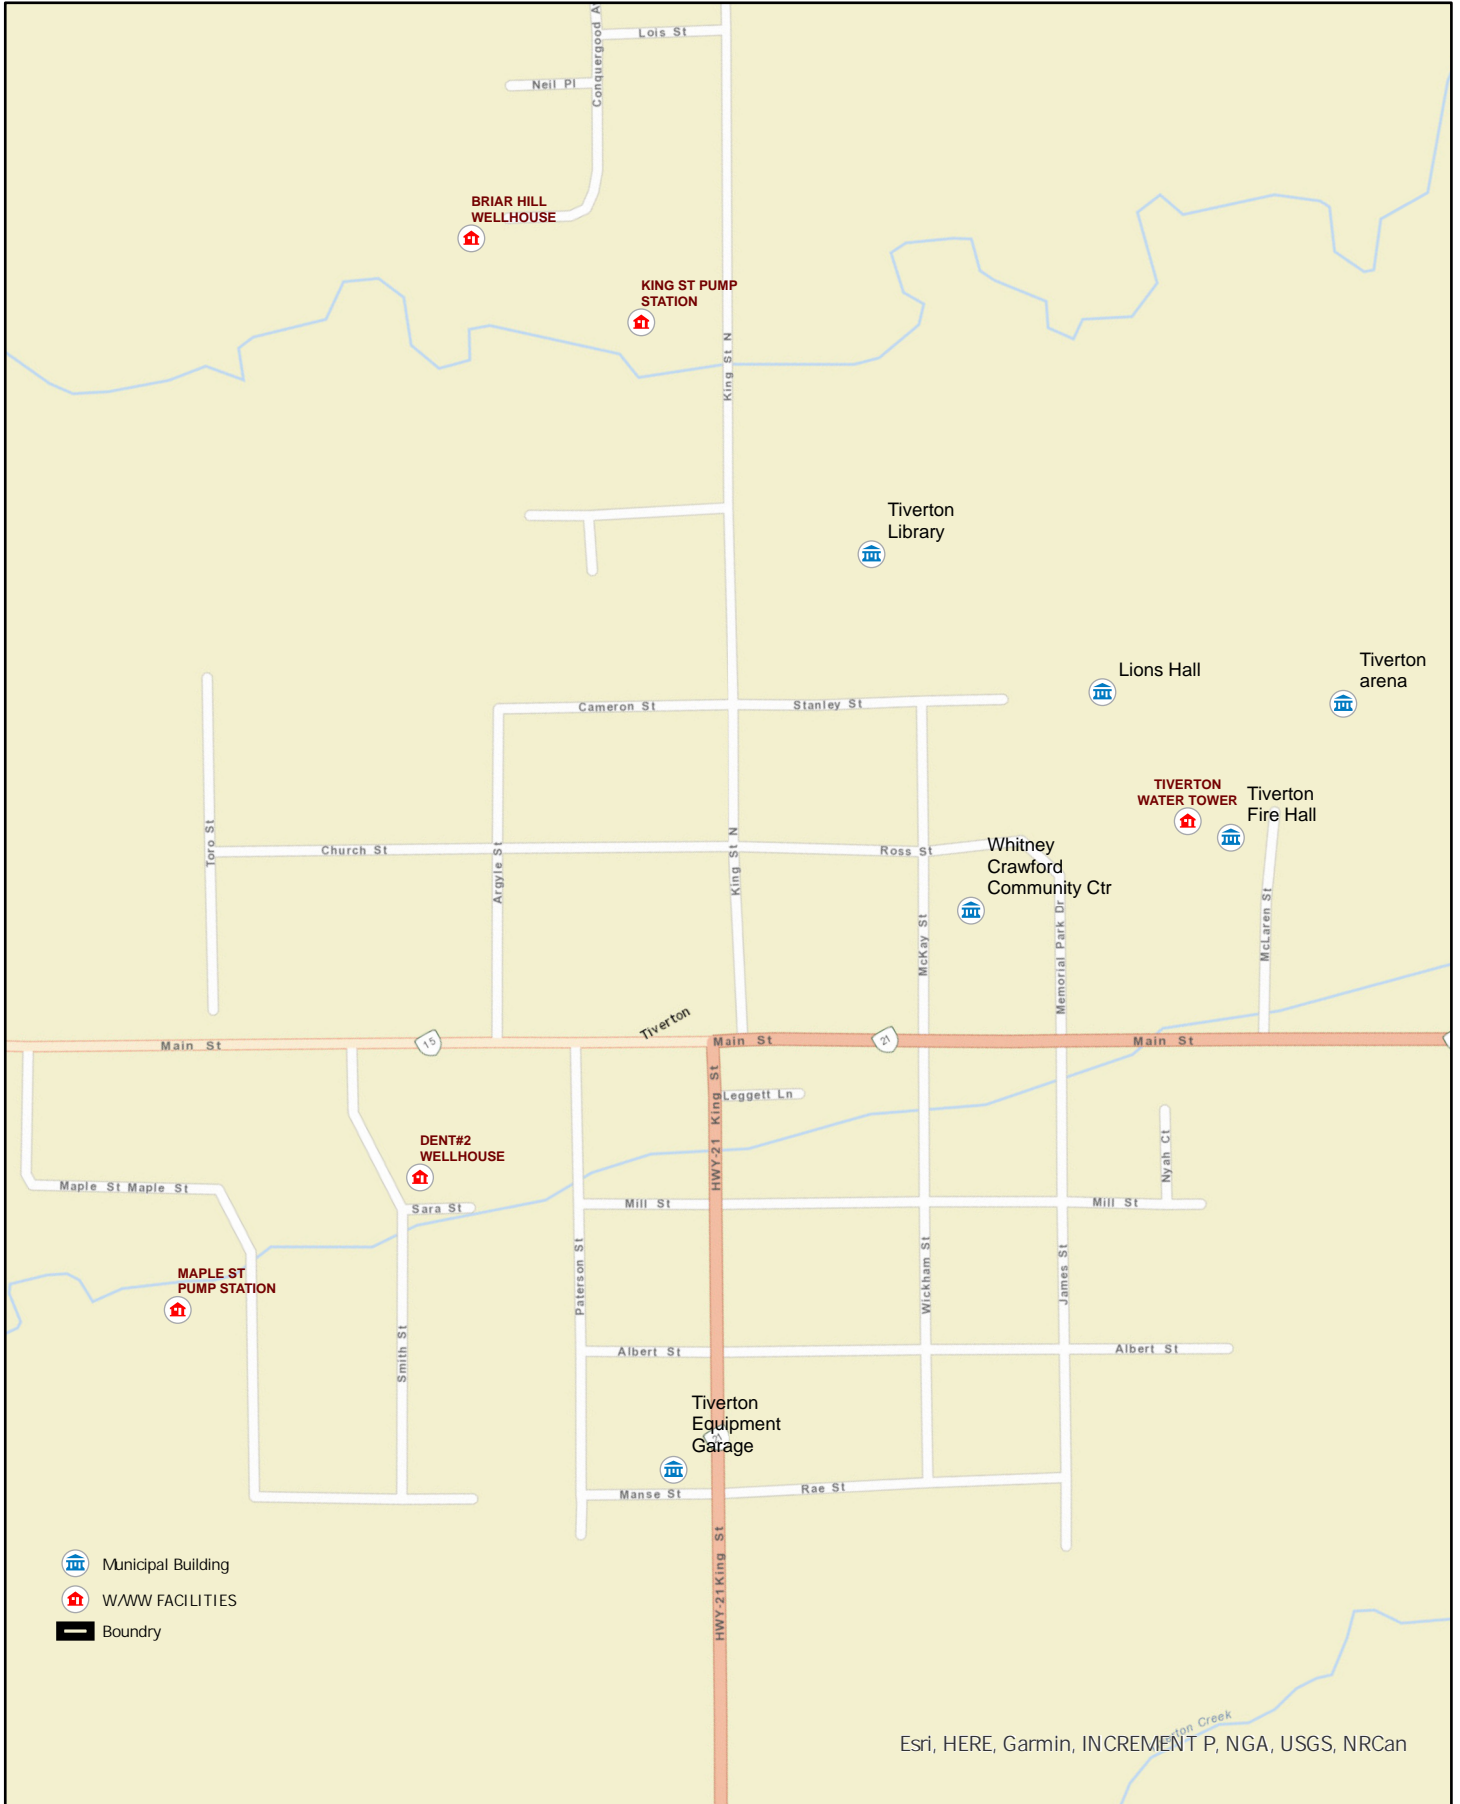 Conquergood
Lois St
Neil Pl
BRIAR HILL
WELLHOUSE
KING ST PUMP
STATION
King St N
Tiverton
Library
Lions Hall
Tiverton
arena
Cameron St
Stanley St
TIVERTON
WATER TOWER
Tiverton
Fire Hall
Toro St
Church St
Argyle St
King St N
Ross St
Whitney
Crawford
Community Ctr
McKay St
Memorial Park Dr
McLaren St
Tiverton
Main St
15
Main St
21
Main St
HWY-21 King St
Leggett Ln
DENT#2
WELLHOUSE
Nyah Ct
Maple St Maple St
Sara St
Mill St
Mill St
MAPLE ST
PUMP STATION
Paterson St
Wickham St
James St
Smith St
Albert St
Albert St
Tiverton
Equipment
Garage
21
Manse St
Rae St
HWY-21 King St
Municipal Building
W/WW FACILITIES
Boundry
Creek
Esri, HERE, Garmin, INCREMENT P, NGA, USGS, NRCan